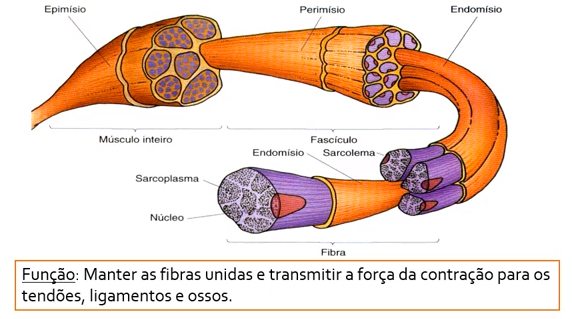 Epimísio
Perimísio
Endomísio
Músculo inteiro
Fascículo
Endomísio
Sarcolema
Sarcoplasma
Núcleo
Fibra
Função: Manter as fibras unidas e transmitir a força da contração para os
tendões, ligamentos e ossos.